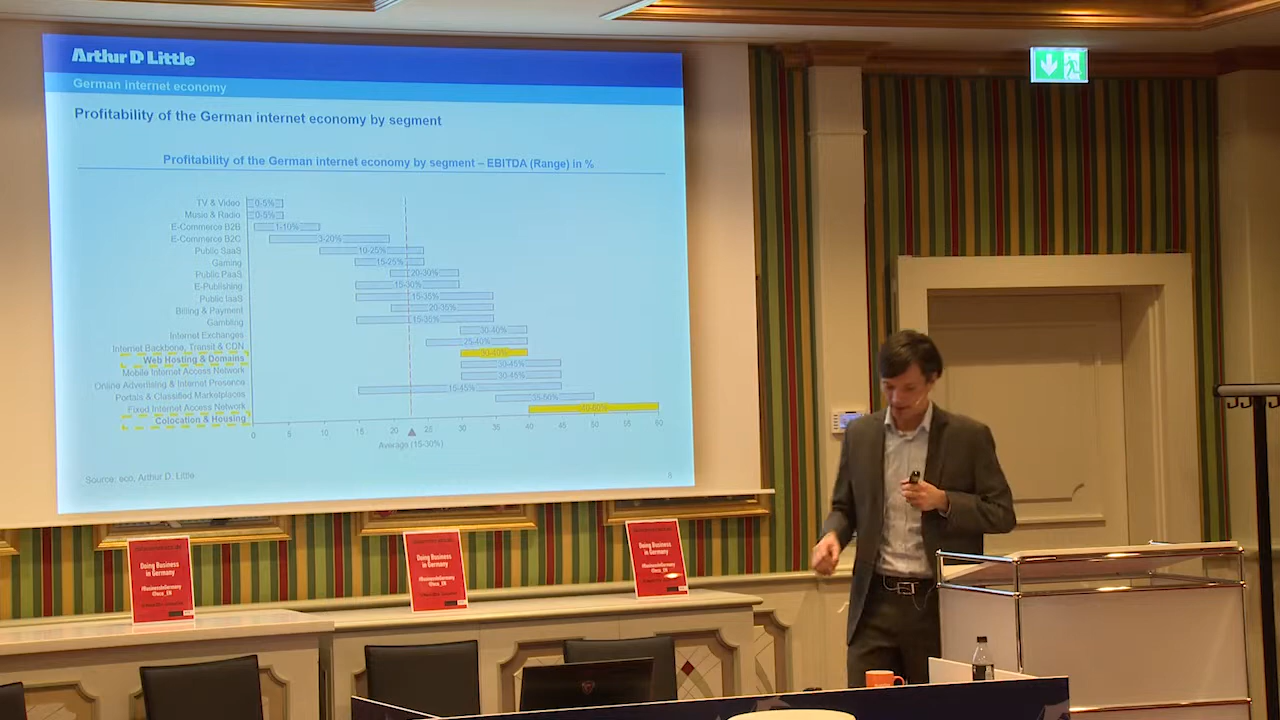 Arthur D Little
German internet economy
Profitability of the German internet economy by segment
Profitability of the German internet economy by segment – EBITDA (Range) in %
TV & Video 0-5%
Music & Radio 0-5%
E-Commerce B2B 1-10%
E-Commerce B2C 3-20%
Public SaaS 10-25%
Gaming 15-25%
Public PaaS 20-30%
E-Publishing 15-30%
Public IaaS 15-35%
Billing & Payment 20-35%
Gambling 15-35%
Internet Exchanges 30-40%
Internet Backbone, Transit & CDN 25-40%
Web Hosting & Domains 30-40%
Mobile Internet Access Network 30-45%
Online Advertising & Internet Presence 30-45%
Portals & Classified Marketplaces 15-45%
Fixed Internet Access Network 35-50%
Colocation & Housing 40-60%
0 5 10 15 20 25 30 35 40 45 50 55 60
Average (15-30%)
Source: eco, Arthur D. Little
8
Doing Business
in Germany
Doing Business
in Germany
Doing Business
in Germany